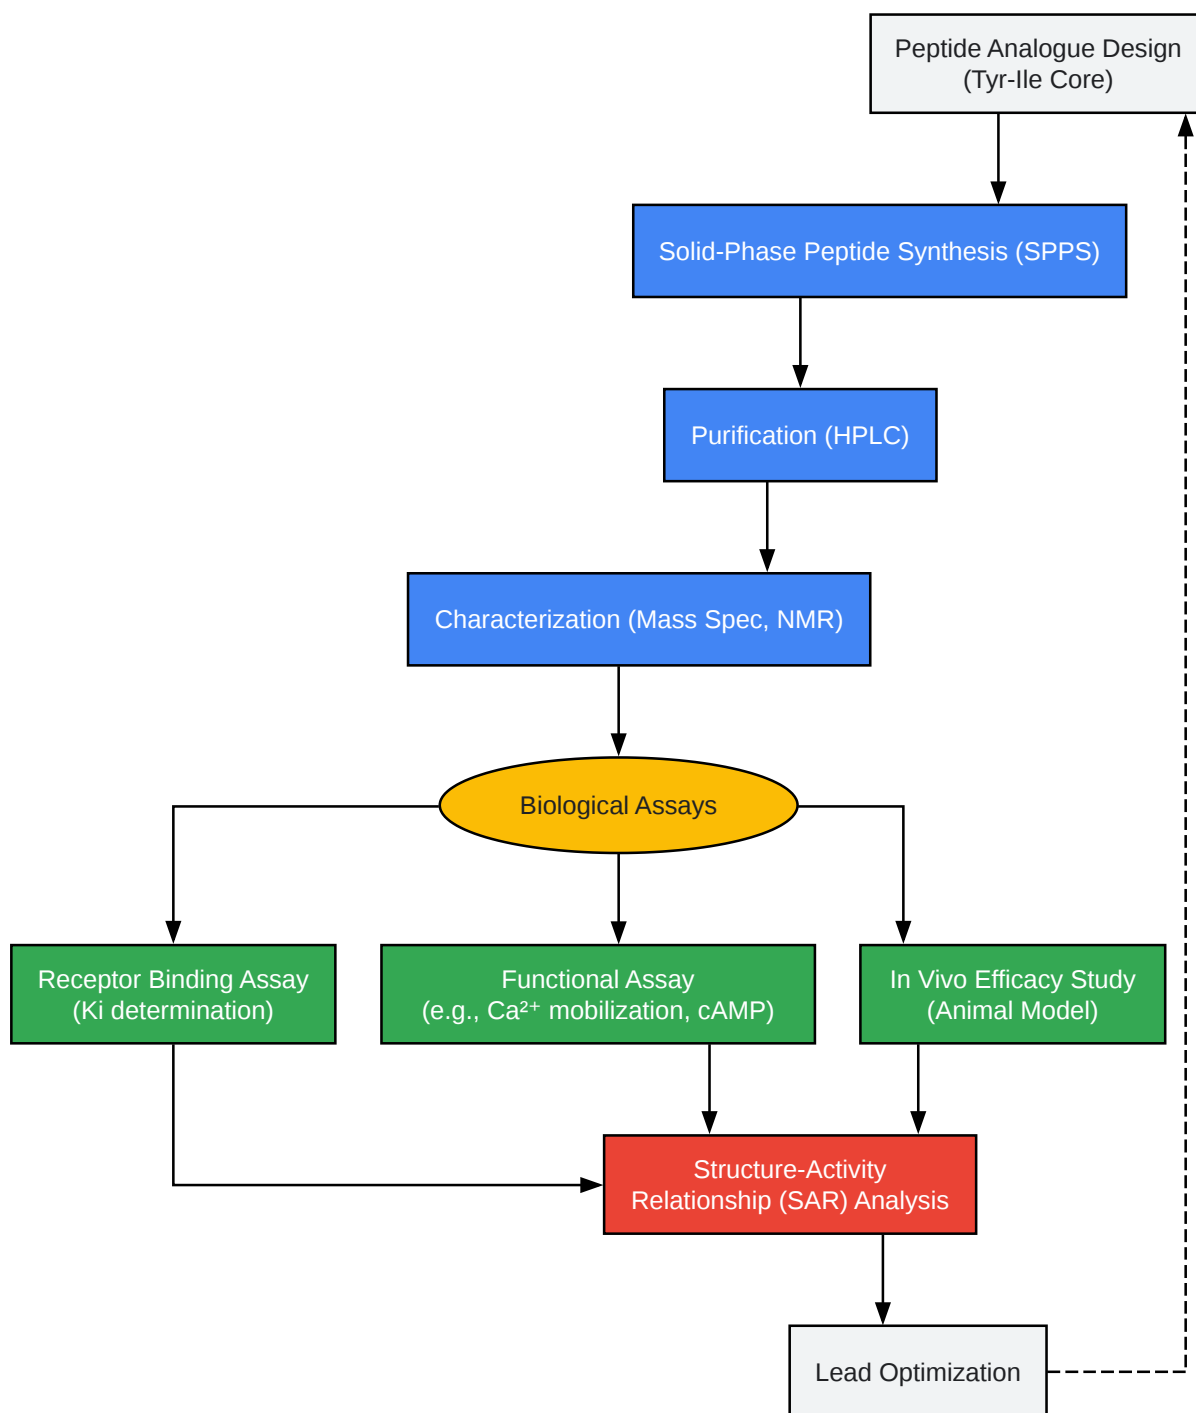 Peptide Analogue Design
(Tyr-Ile Core)
Solid-Phase Peptide Synthesis (SPPS)
Purification (HPLC)
Characterization (Mass Spec, NMR)
Biological Assays
Receptor Binding Assay
(Ki determination)
Functional Assay
(e.g., Ca²⁺ mobilization, cAMP)
In Vivo Efficacy Study
(Animal Model)
Structure-Activity
Relationship (SAR) Analysis
Lead Optimization